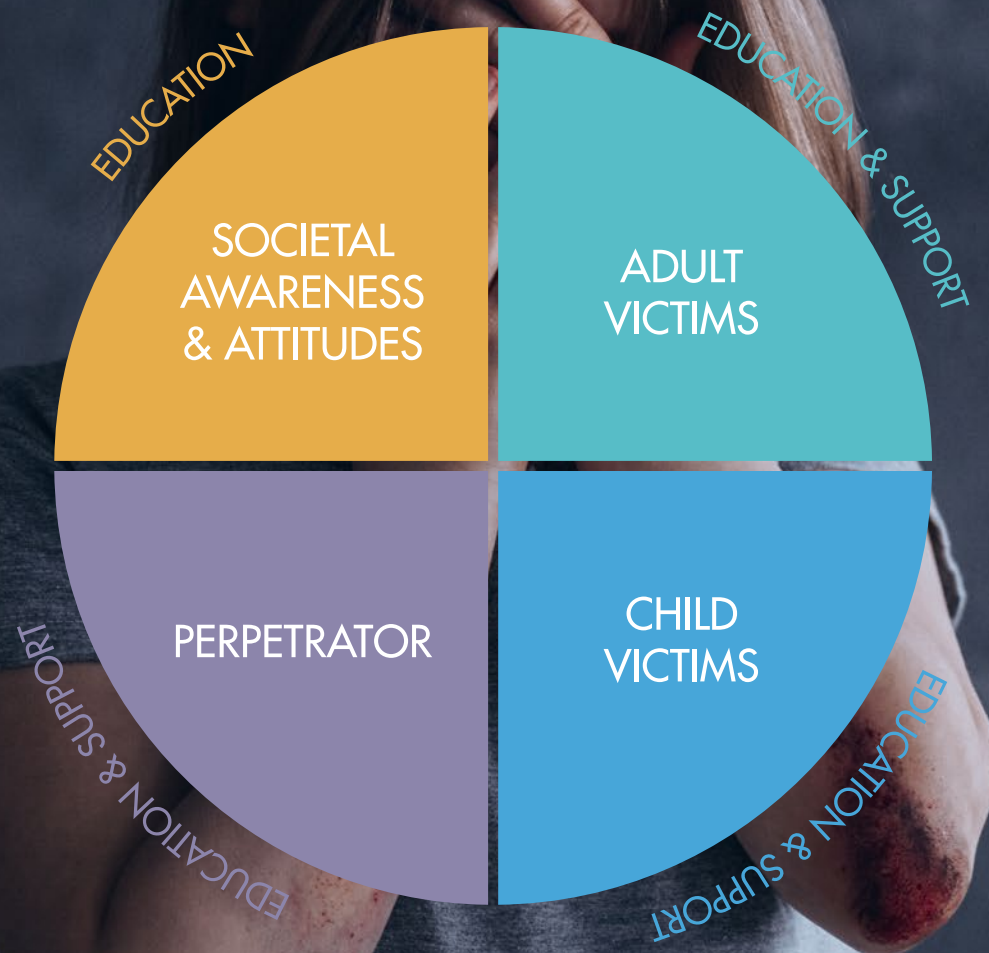 EDUCATION
SOCIETAL
AWARENESS
& ATTITUDES
EDUCATION & SUPPORT
ADULT
VICTIMS
PERPETRATOR
EDUCATION & SUPPORT
CHILD
VICTIMS
EDUCATION & SUPPORT